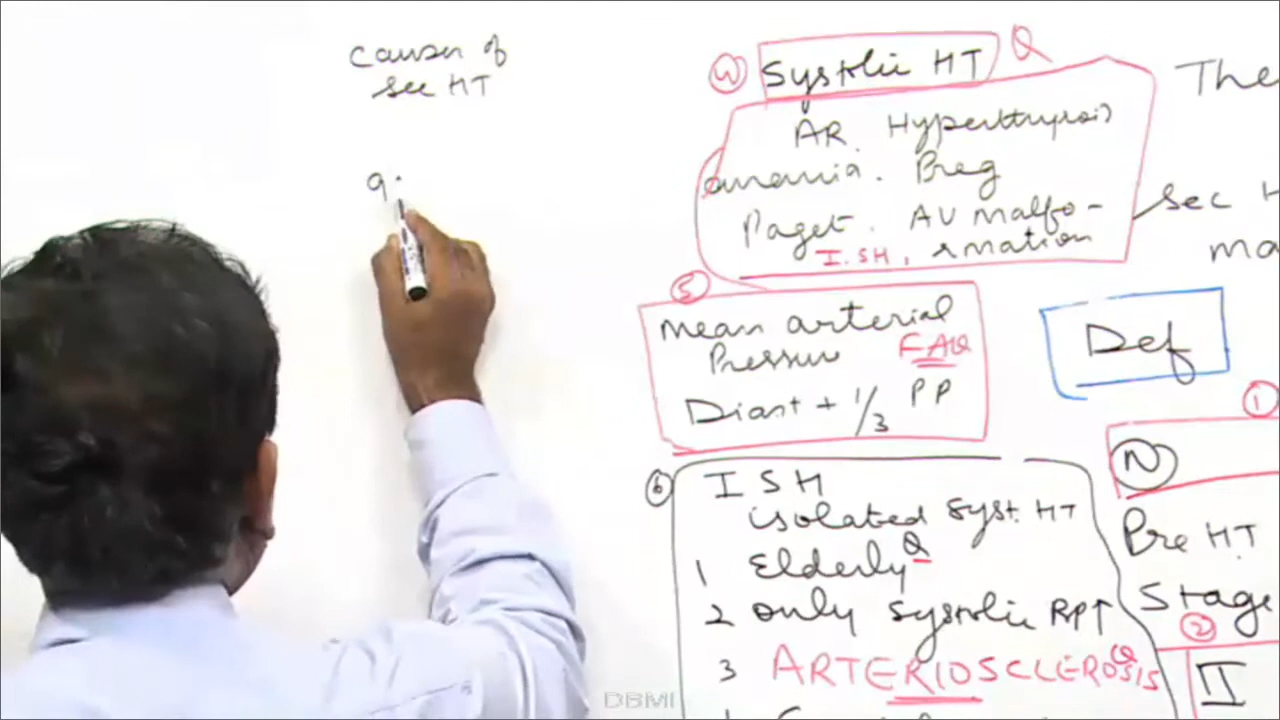 Causes of
sec HT
9.
4 Systolic HT Q
AR. Hyperthyroid
anemia. Preg
Paget. AV malfo-
I.SH, rmation
5
mean arterial
Pressure FAQ
Diast + 1/3 PP
6 ISH
isolated syst. HT
1 Elderly Q
2 only systolic
3 ARTERIOSCLEROSIS Q
The
sec H
ma
Def
1
N
Pre HT
Stage
2
II
DBMI